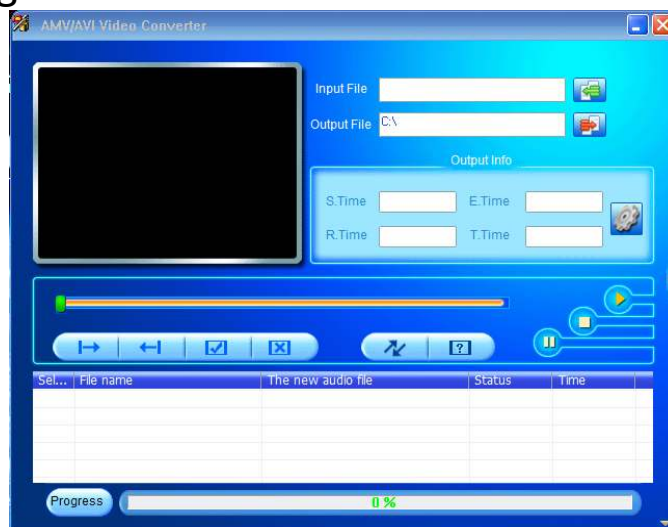 AMV/AVI Video Converter
Input File
Output File C:\
Output Info
S.Time E.Time
R.Time T.Time
Sel... File name The new audio file Status Time
Progress 0 %